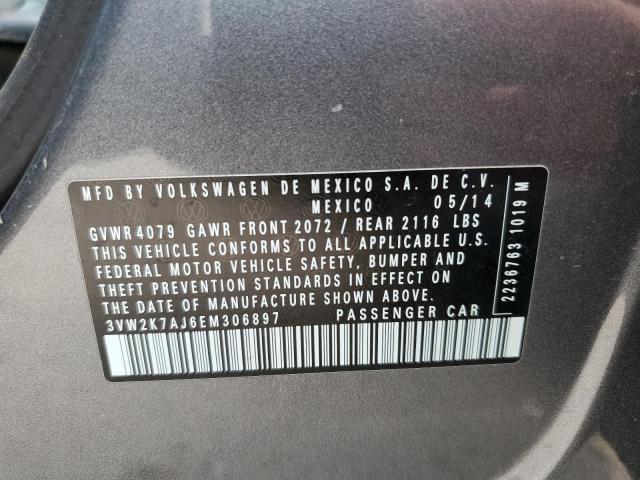 MFD BY VOLKSWAGEN DE MEXICO S.A. DE C.V.
MEXICO 05/14
GVWR 4079 GAWR FRONT 2072 / REAR 2116 LBS
THIS VEHICLE CONFORMS TO ALL APPLICABLE U.S.
FEDERAL MOTOR VEHICLE SAFETY, BUMPER AND
THEFT PREVENTION STANDARDS IN EFFECT ON
THE DATE OF MANUFACTURE SHOWN ABOVE.
3VW2K7AJ6EM306897 PASSENGER CAR
2236763 1019 M